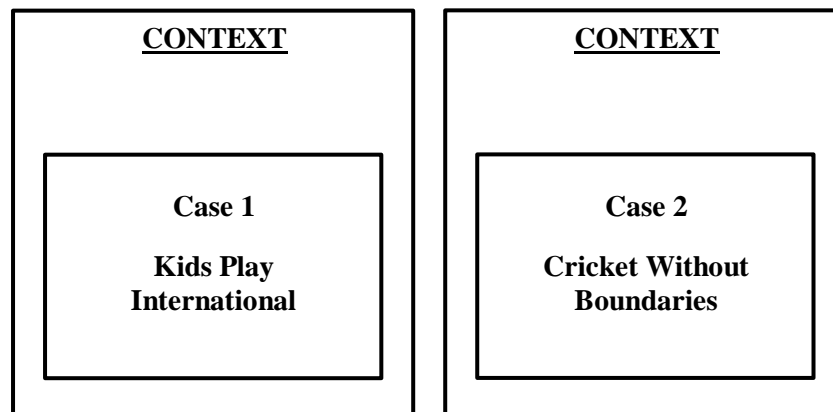 CONTEXT
Case 1
Kids Play
International
CONTEXT
Case 2
Cricket Without
Boundaries